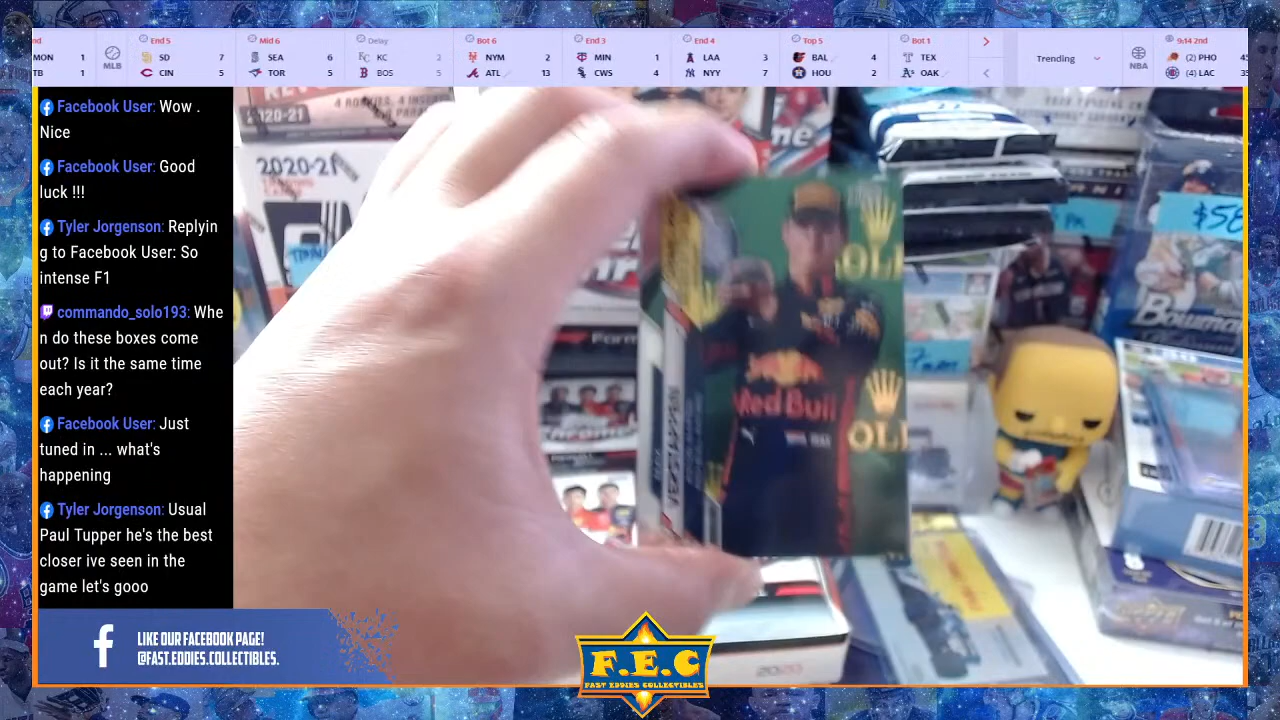 nd
MON 1
TB 1
MLB
End 5
SD 7
CIN 5
Mid 6
SEA 6
TOR 5
Delay
KC 2
BOS 5
Bot 6
NYM 2
ATL 13
End 3
MIN 1
CWS 4
End 4
LAA 3
NYY 7
Top 5
BAL 4
HOU 2
Bot 1
TEX
OAK
Trending
NBA
9:14 2nd
(2) PHO
(4) LAC
Facebook User: Wow .
Nice
Facebook User: Good
luck !!!
Tyler Jorgenson: Replyin
g to Facebook User: So
intense F1
commando_solo193: Whe
n do these boxes come
out? Is it the same time
each year?
Facebook User: Just
tuned in ... what's
happening
Tyler Jorgenson: Usual
Paul Tupper he's the best
closer ive seen in the
game let's gooo
2020-21
2020-21
Red Bull
$58
Bowman
2020
LIKE OUR FACEBOOK PAGE!
@FAST.EDDIES.COLLECTIBLES.
F.E.C
FAST EDDIES COLLECTIBLES